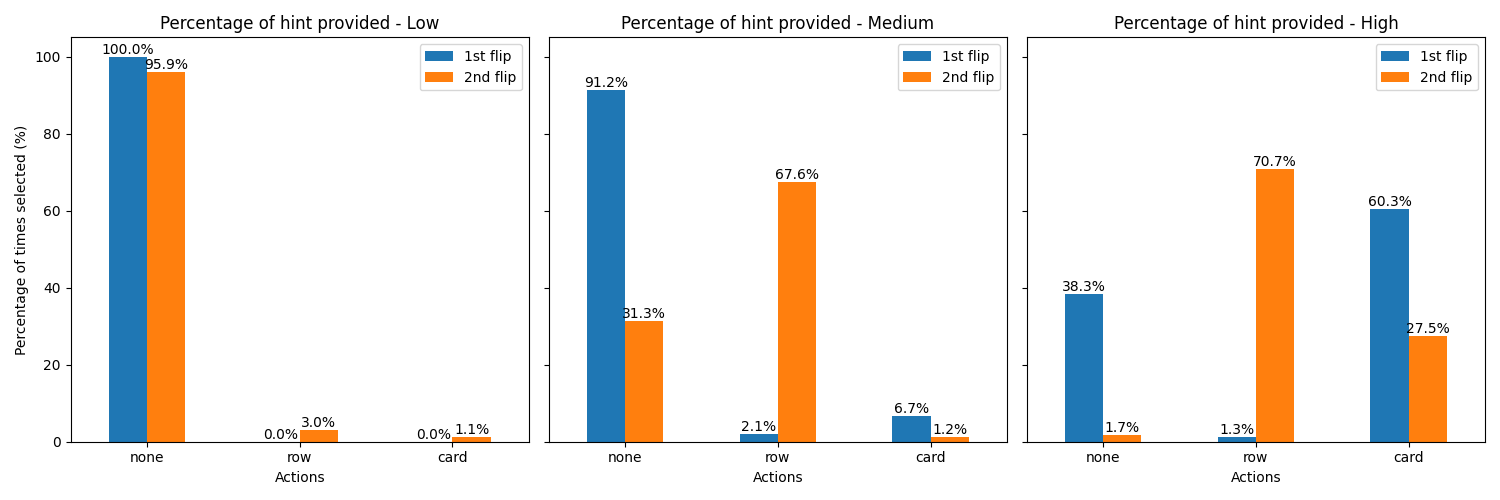 Percentage of hint provided - Low
Percentage of times selected (%)
100
80
60
40
20
0
100.0%
95.9%
0.0%
3.0%
0.0%
1.1%
1st flip
2nd flip
none
row
card
Actions
Percentage of hint provided - Medium
91.2%
31.3%
2.1%
67.6%
6.7%
1.2%
1st flip
2nd flip
none
row
card
Actions
Percentage of hint provided - High
38.3%
1.7%
1.3%
70.7%
60.3%
27.5%
1st flip
2nd flip
none
row
card
Actions